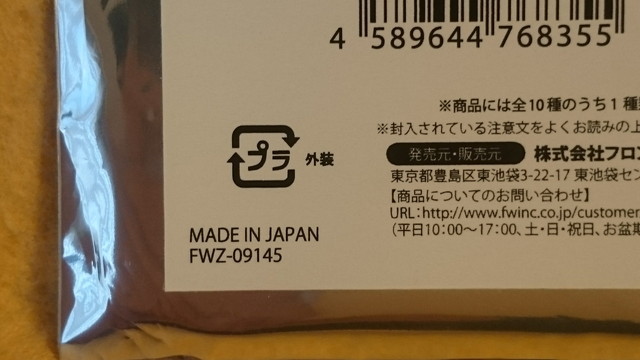 4 589644 768355
※商品には全10種のうち1種
※封入されている注意文をよくお読みの上
プラ 外装
発売元・販売元 株式会社フロン
東京都豊島区東池袋3-22-17 東池袋セン
【商品についてのお問い合わせ】
URL:http://www.fwinc.co.jp/customer
(平日10:00～17:00、土・日・祝日、お盆期
MADE IN JAPAN
FWZ-09145